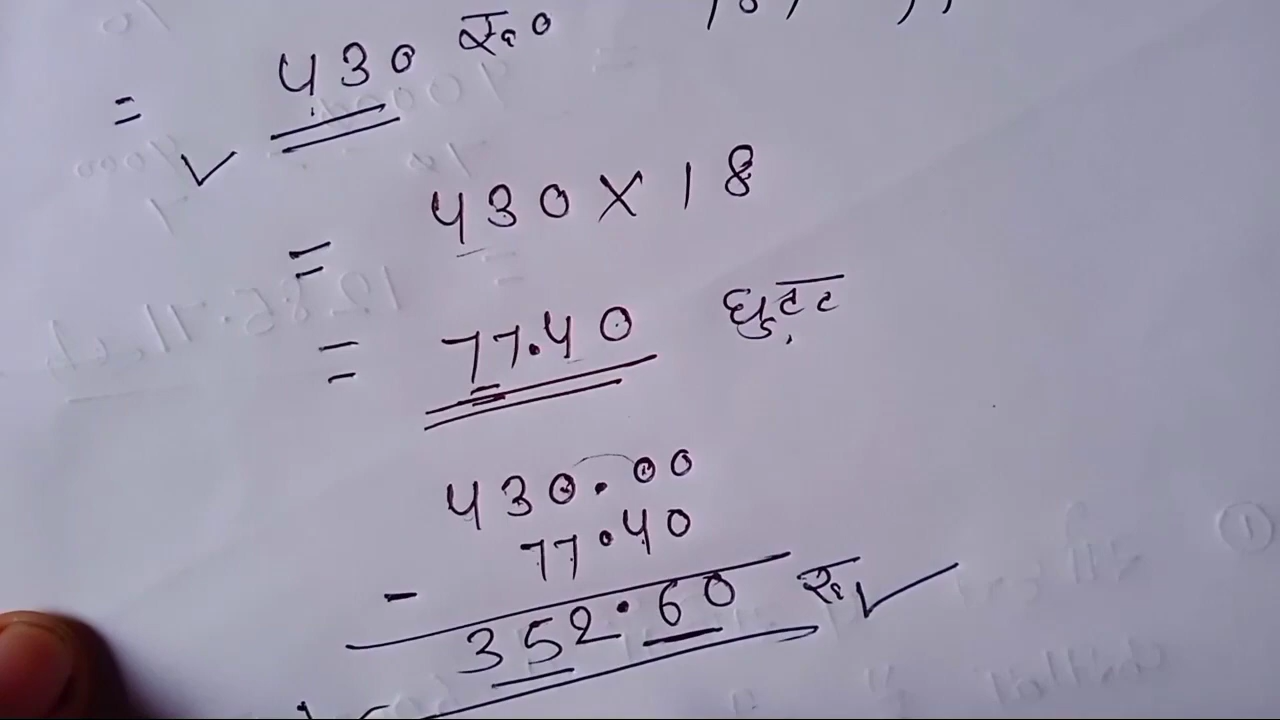 = 430 रु०
= 430 × 18
= 77.40 छुट
430.00
- 77.40
352.60 रु